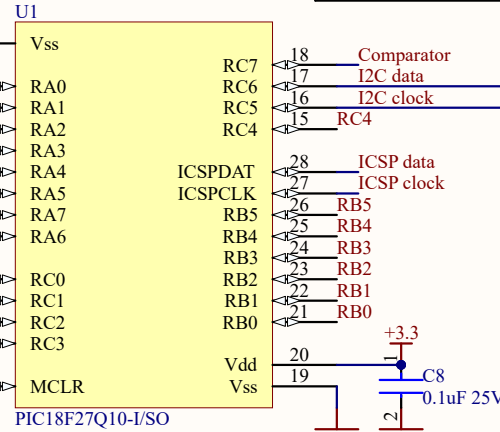 U1
Vss
RC7 18 Comparator
RA0 RC6 17 I2C data
RA1 RC5 16 I2C clock
RA2 RC4 15 RC4
RA3
RA4 ICSPDAT 28 ICSP data
RA5 ICSPCLK 27 ICSP clock
RA7 RB5 26 RB5
RA6 RB4 25 RB4
RB3 24 RB3
RC0 RB2 23 RB2
RC1 RB1 22 RB1
RC2 RB0 21 RB0
RC3
+3.3
Vdd 20 1
MCLR Vss 19 C8
0.1uF 25V
PIC18F27Q10-I/SO 2